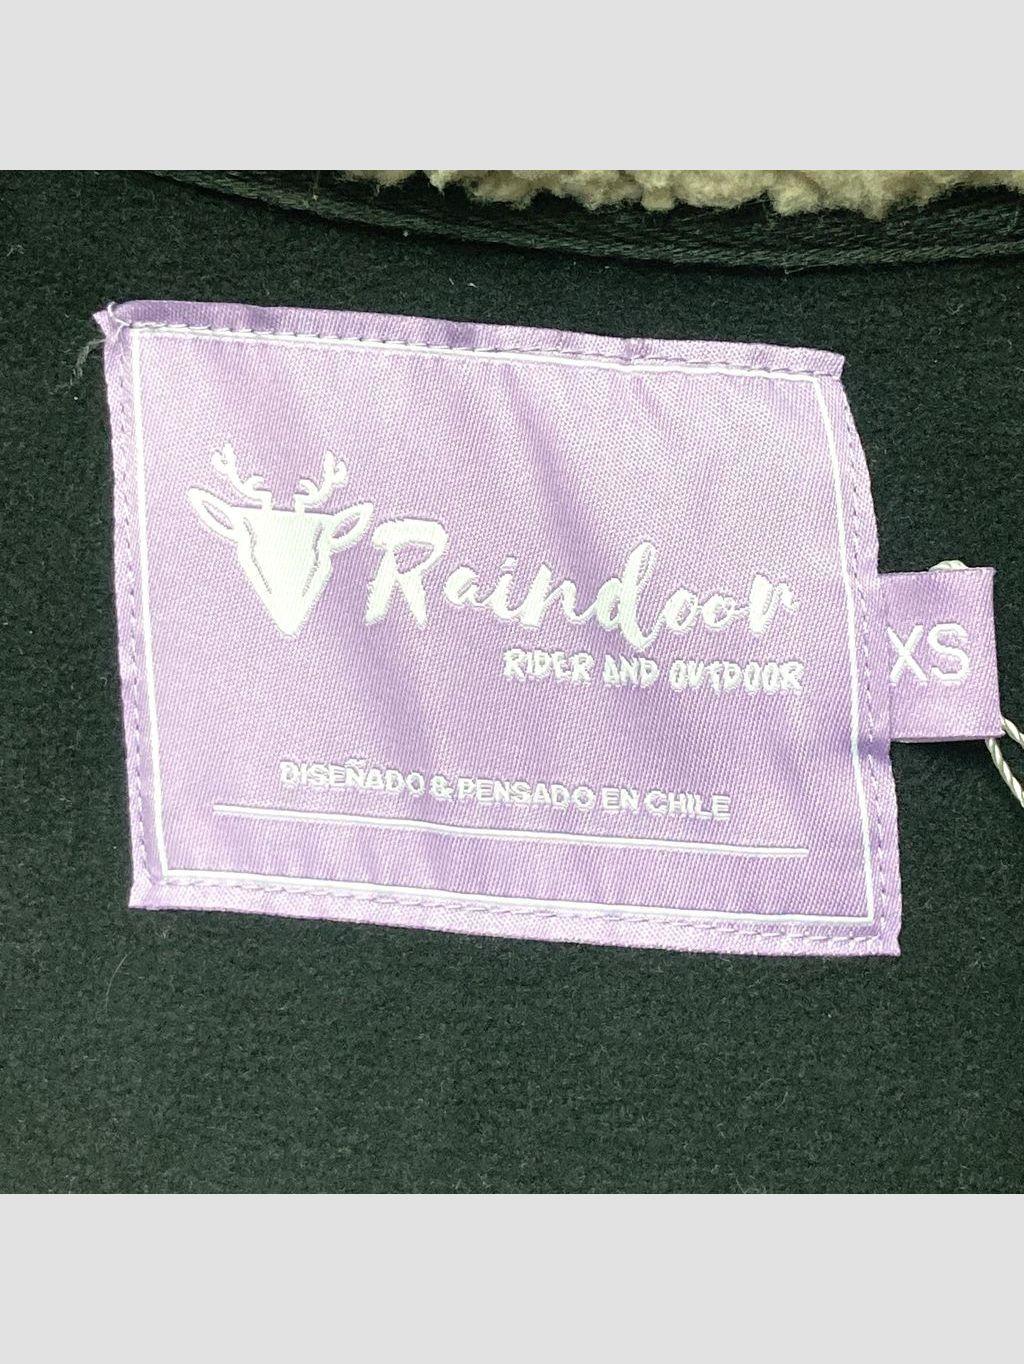 Raindoor
RIDER AND OUTDOOR
XS
DISEÑADO & PENSADO EN CHILE